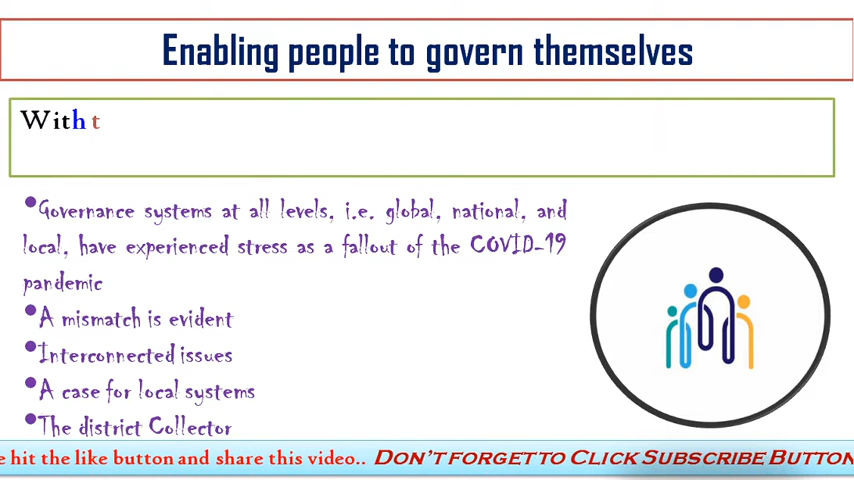 Enabling people to govern themselves
With t
•Governance systems at all levels, i.e. global, national, and
local, have experienced stress as a fallout of the COVID-19
pandemic
•A mismatch is evident
•Interconnected issues
•A case for local systems
•The district Collector
e hit the like button and share this video.. DON'T FORGET TO CLICK SUBSCRIBE BUTTON